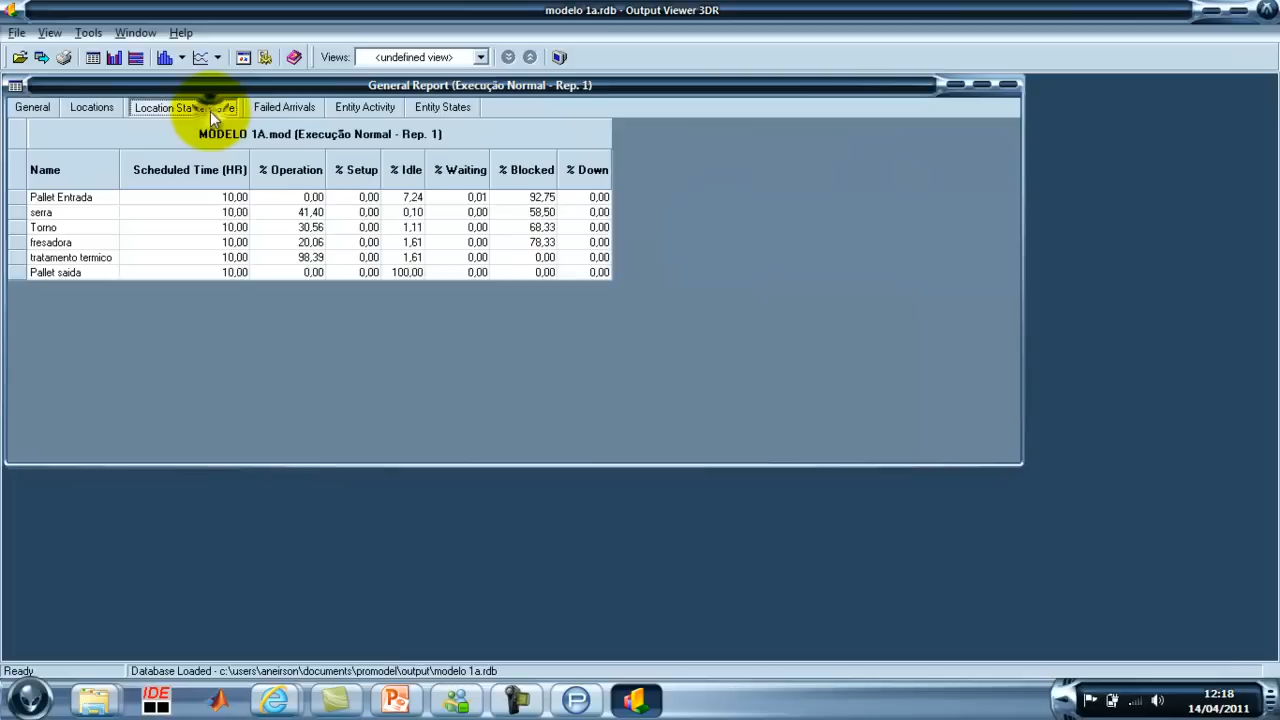 modelo 1a.rdb - Output Viewer 3DR
File View Tools Window Help
Views: <undefined view>
General Report (Execução Normal - Rep. 1)
General Locations Location Failed Arrivals Entity Activity Entity States
MODELO 1A.mod (Execução Normal - Rep. 1)
Name Scheduled Time (HR) % Operation % Setup % Idle % Waiting % Blocked % Down
Pallet Entrada 10,00 0,00 0,00 7,24 0,01 92,75 0,00
serra 10,00 41,40 0,00 0,10 0,00 58,50 0,00
Torno 10,00 30,56 0,00 1,11 0,00 68,33 0,00
fresadora 10,00 20,06 0,00 1,61 0,00 78,33 0,00
tratamento termico 10,00 98,39 0,00 1,61 0,00 0,00 0,00
Pallet saida 10,00 0,00 0,00 100,00 0,00 0,00 0,00
Ready Database Loaded - c:\users\aneirson\documents\promodel\output\modelo 1a.rdb
IDE
12:18
14/04/2011